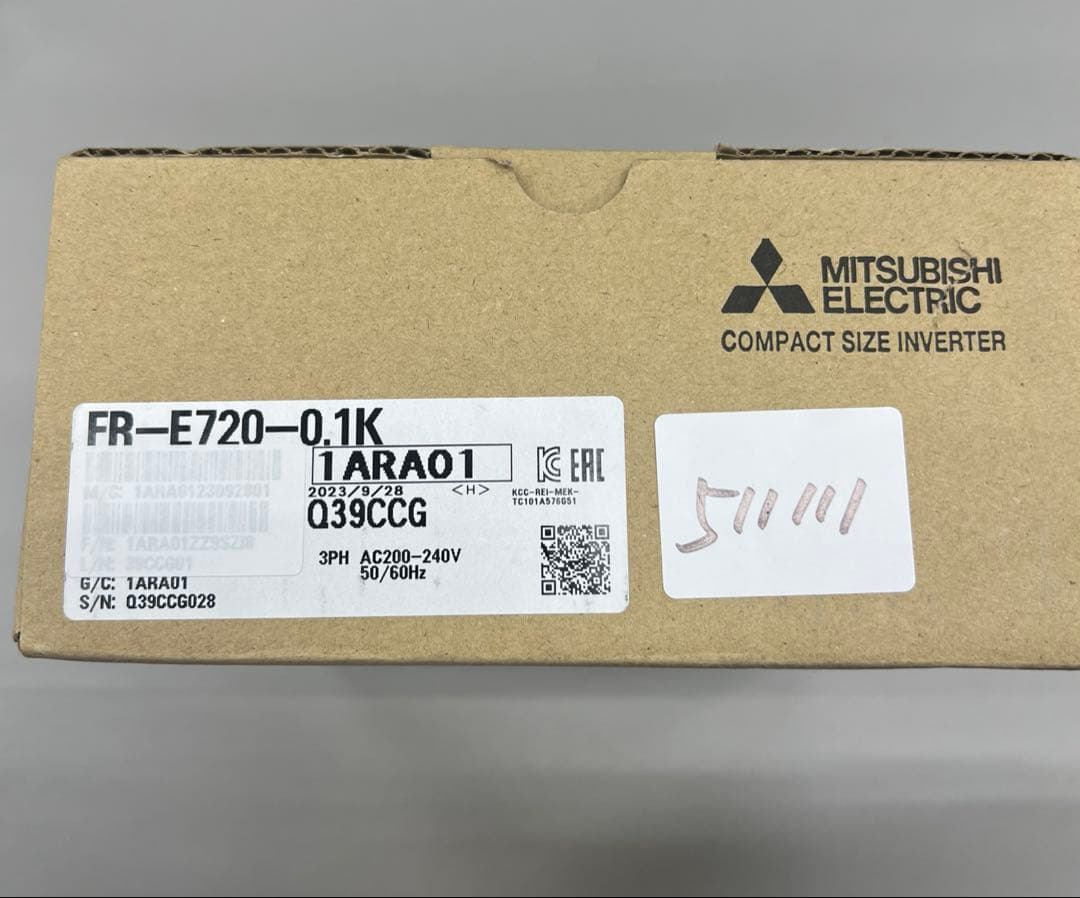 MITSUBISHI
ELECTRIC
COMPACT SIZE INVERTER
FR-E720-0.1K
1ARA01
2023/9/28 <H>
Q39CCG
KCC-REI-MEK-
TC101A576G51
EAC
3PH AC200-240V
50/60Hz
G/C: 1ARA01
S/N: Q39CCG028
511111